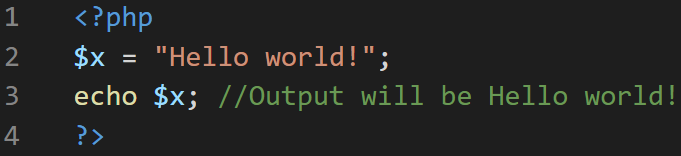 1 <?php
2 $x = "Hello world!";
3 echo $x; //Output will be Hello world!
4 ?>